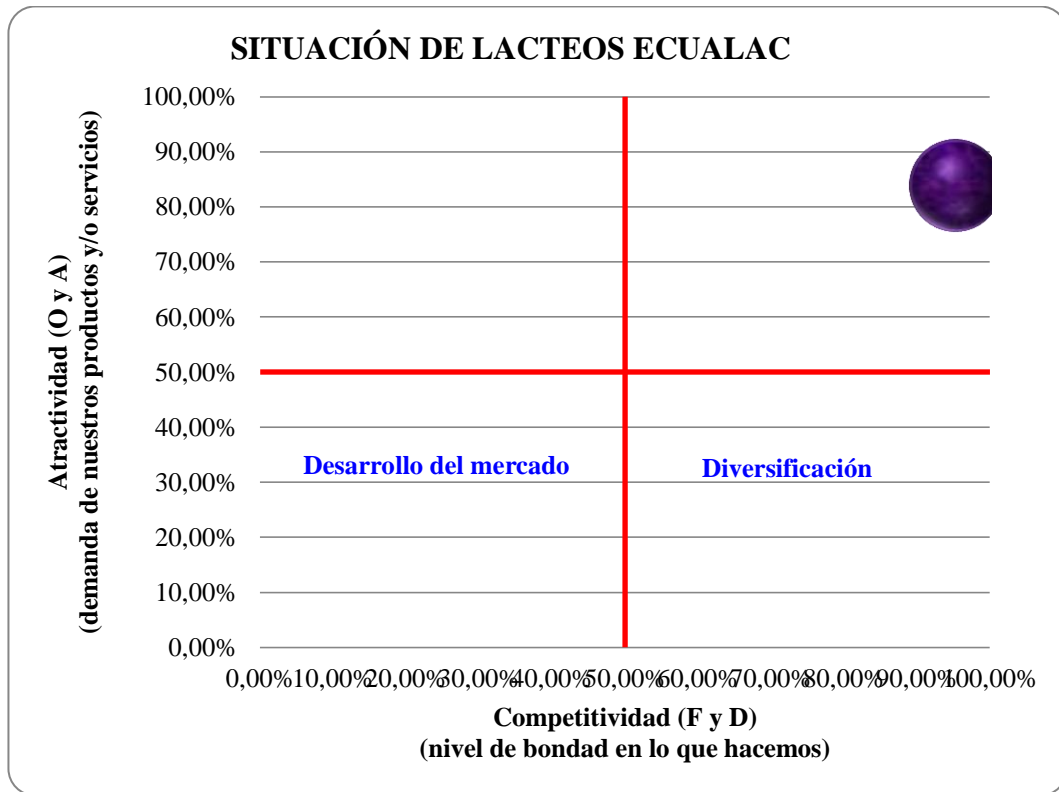 SITUACIÓN DE LACTEOS ECUALAC
100,00%
90,00%
80,00%
70,00%
60,00%
50,00%
40,00%
30,00%
20,00%
10,00%
0,00%
Atractividad (O y A)
(demanda de nuestros productos y/o servicios)
Desarrollo del mercado
Diversificación
0,00% 10,00% 20,00% 30,00% 40,00% 50,00% 60,00% 70,00% 80,00% 90,00% 100,00%
Competitividad (F y D)
(nivel de bondad en lo que hacemos)